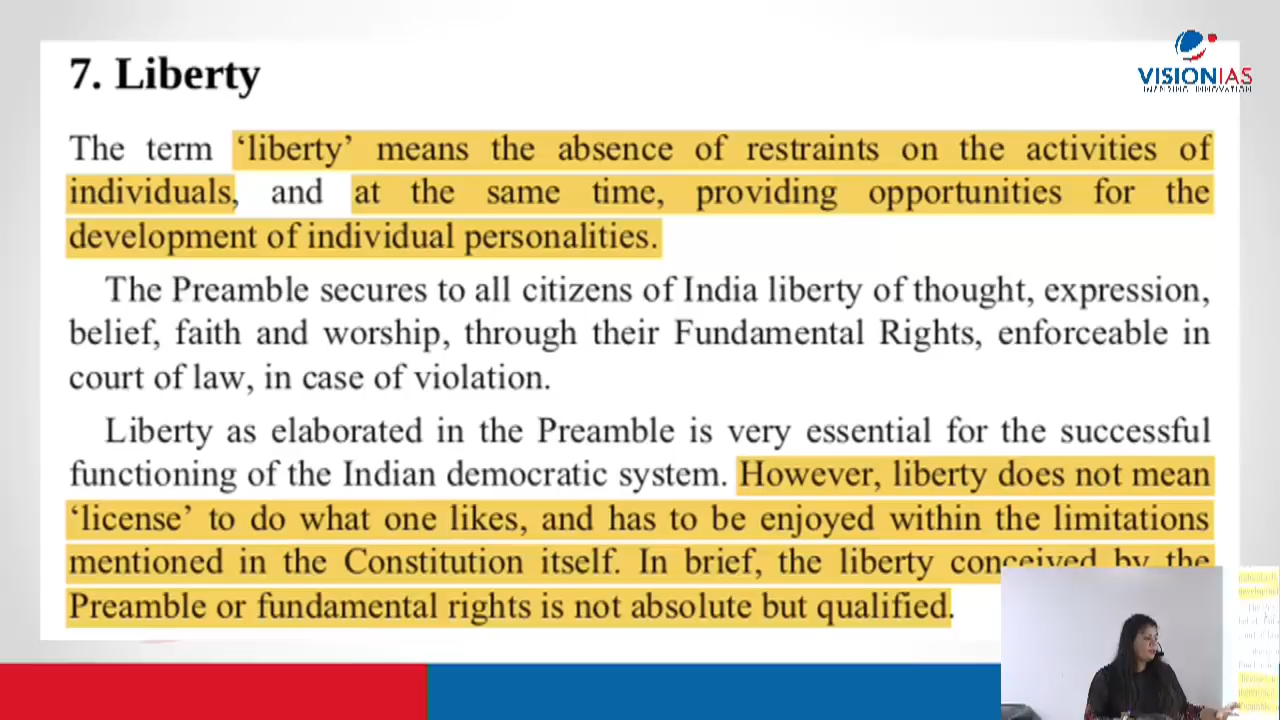 VISIONIAS
INSPIRING INNOVATION
7. Liberty
The term ‘liberty’ means the absence of restraints on the activities of
individuals, and at the same time, providing opportunities for the
development of individual personalities.
The Preamble secures to all citizens of India liberty of thought, expression,
belief, faith and worship, through their Fundamental Rights, enforceable in
court of law, in case of violation.
Liberty as elaborated in the Preamble is very essential for the successful
functioning of the Indian democratic system. However, liberty does not mean
‘license’ to do what one likes, and has to be enjoyed within the limitations
mentioned in the Constitution itself. In brief, the liberty conceived by the
Preamble or fundamental rights is not absolute but qualified.